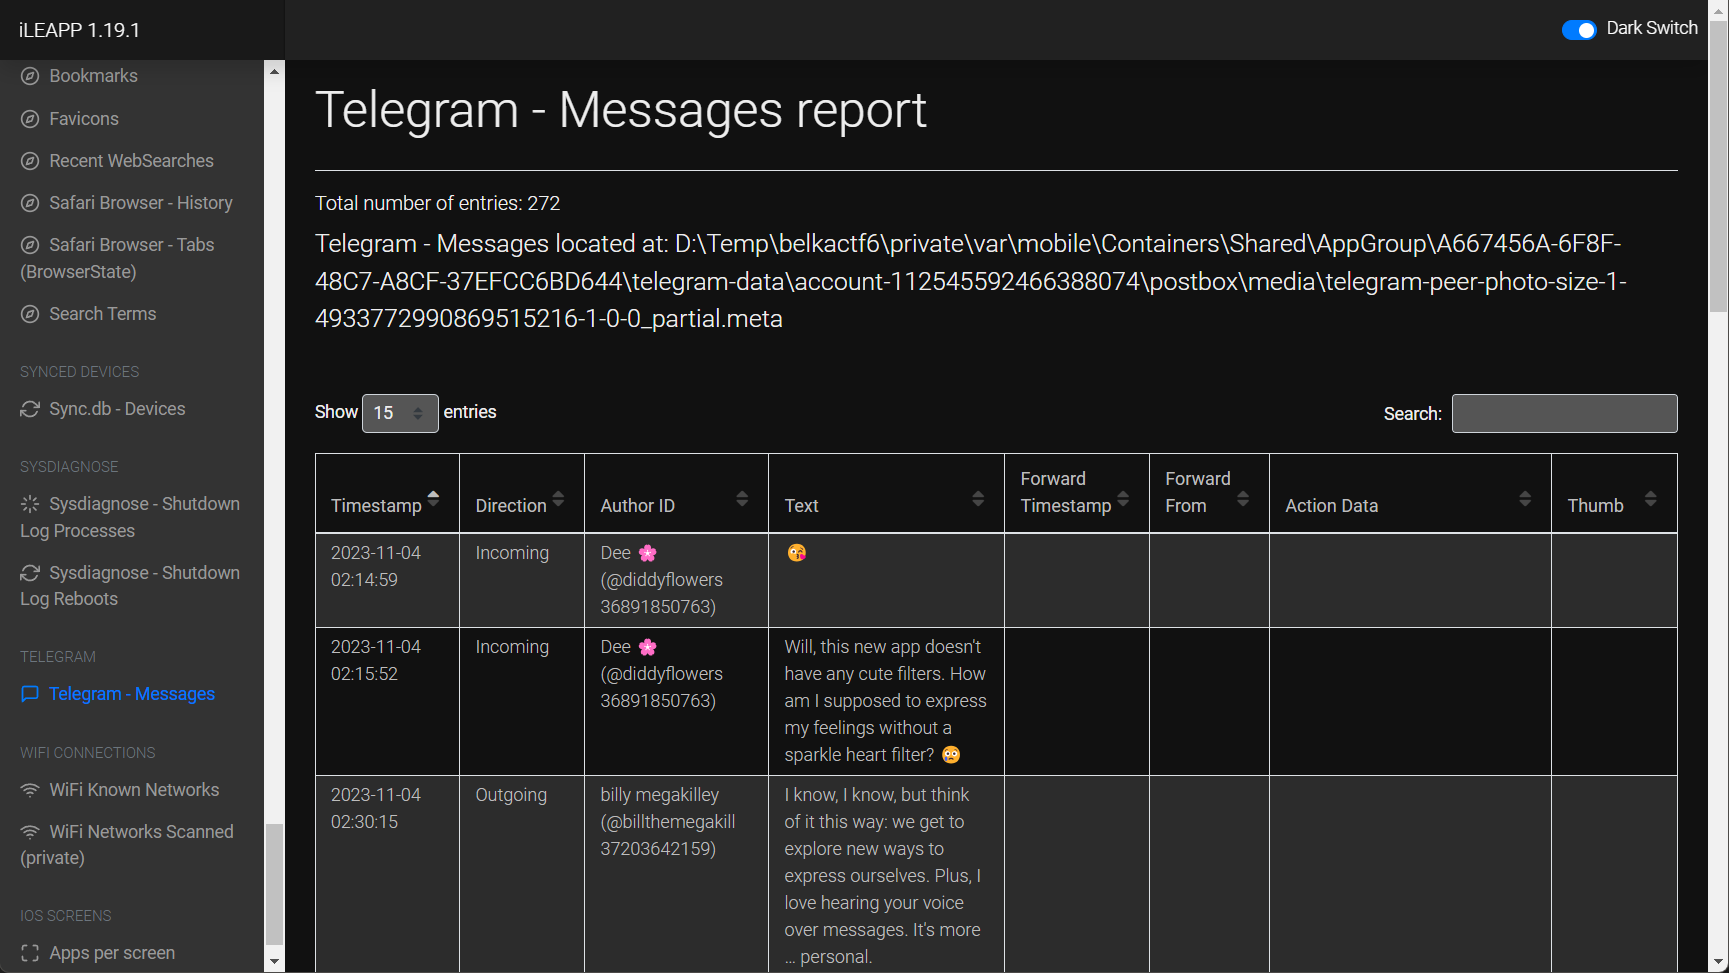 iLEAPP 1.19.1
Dark Switch
Bookmarks
Favicons
Recent WebSearches
Safari Browser - History
Safari Browser - Tabs
(BrowserState)
Search Terms
SYNCED DEVICES
Sync.db - Devices
SYSDIAGNOSE
Sysdiagnose - Shutdown
Log Processes
Sysdiagnose - Shutdown
Log Reboots
TELEGRAM
Telegram - Messages
WIFI CONNECTIONS
WiFi Known Networks
WiFi Networks Scanned
(private)
IOS SCREENS
Apps per screen
Telegram - Messages report
Total number of entries: 272
Telegram - Messages located at: D:\Temp\belkactf6\private\var\mobile\Containers\Shared\AppGroup\A667456A-6F8F-
48C7-A8CF-37EFCC6BD644\telegram-data\account-112545592466388074\postbox\media\telegram-peer-photo-size-1-
4933772990869515216-1-0-0_partial.meta
Show 15 entries
Search:
Timestamp
Direction
Author ID
Text
Forward
Timestamp
Forward
From
Action Data
Thumb
2023-11-04
02:14:59
Incoming
Dee 🌸
(@diddyflowers
36891850763)
😘
2023-11-04
02:15:52
Incoming
Dee 🌸
(@diddyflowers
36891850763)
Will, this new app doesn't
have any cute filters. How
am I supposed to express
my feelings without a
sparkle heart filter? 😢
2023-11-04
02:30:15
Outgoing
billy megakilley
(@billthemegakill
37203642159)
I know, I know, but think
of it this way: we get to
explore new ways to
express ourselves. Plus, I
love hearing your voice
over messages. It's more
... personal.